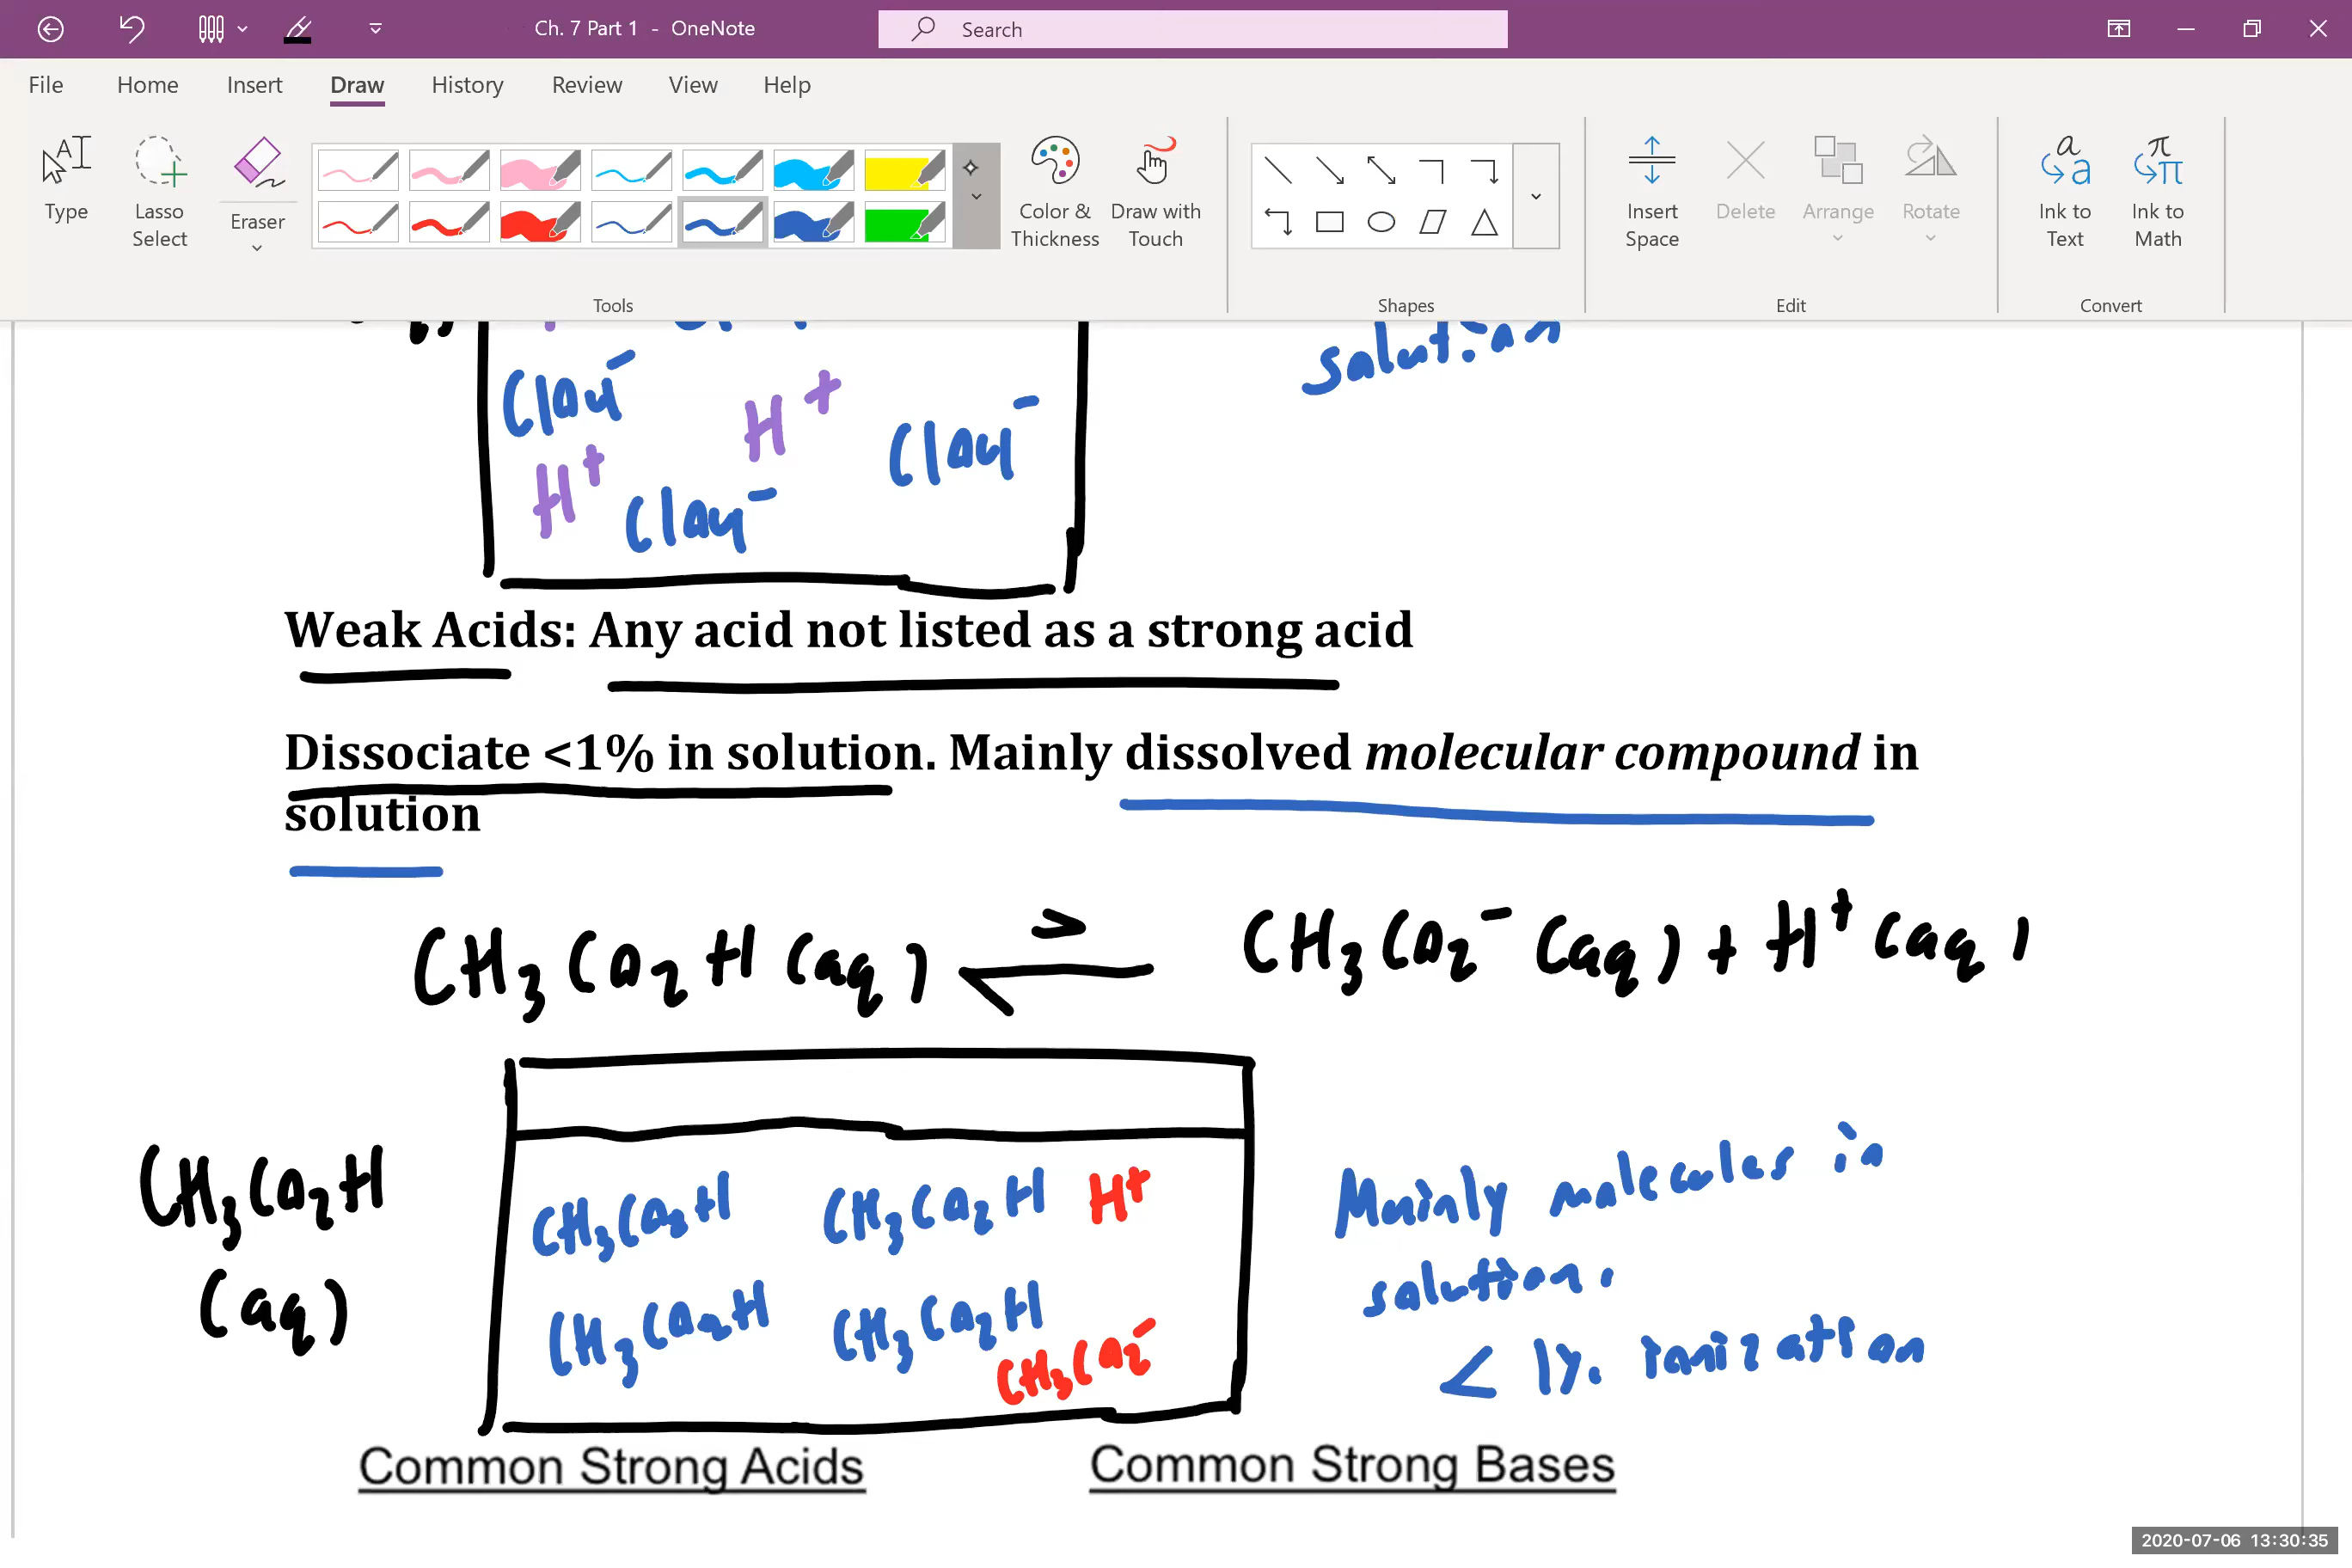 Ch. 7 Part 1 - OneNote
Search
File Home Insert Draw History Review View Help
Type
Lasso Select
Eraser
Color & Thickness
Draw with Touch
Insert Space
Delete
Arrange
Rotate
Ink to Text
Ink to Math
Tools Shapes Edit Convert
solution
ClO4⁻
H⁺
ClO4⁻
H⁺
ClO4⁻
Weak Acids: Any acid not listed as a strong acid
Dissociate <1% in solution. Mainly dissolved molecular compound in
solution
CH3CO2H (aq) ⇌ CH3CO2⁻ (aq) + H⁺ (aq)
CH3CO2H
(aq)
CH3CO2H CH3CO2H H⁺
CH3CO2H CH3CO2H
CH3CO2⁻
Mainly molecules in
solution.
< 1% ionization
Common Strong Acids Common Strong Bases
2020-07-06 13:30:35